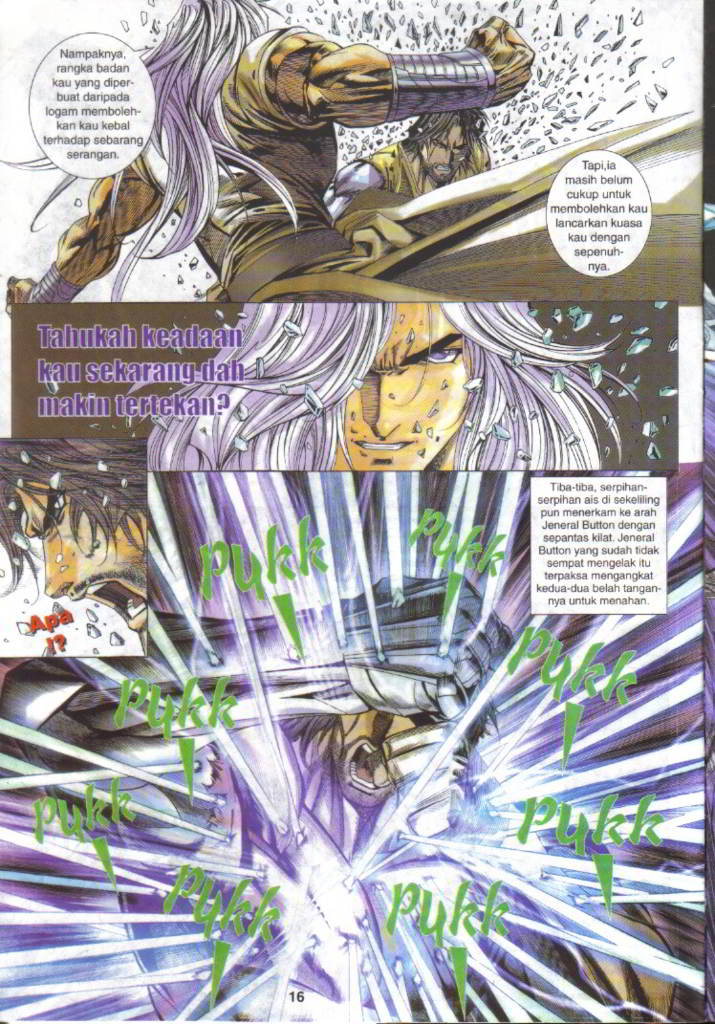 Nampaknya,
rangka badan
kau yang diper-
buat daripada
logam memboleh-
kan kau kebal
terhadap sebarang
serangan.
Tapi,ia
masih belum
cukup untuk
membolehkan kau
lancarkan kuasa
kau dengan
sepenuh-
nya.
Tahukah keadaan
kau sekarang dah
makin tertekan?
Apa
!?
Tiba-tiba, serpihan-
serpihan ais di sekeliling
pun menerkam ke arah
Jeneral Button dengan
sepantas kilat. Jeneral
Button yang sudah tidak
sempat mengelak itu
terpaksa mengangkat
kedua-dua belah tangan-
nya untuk menahan.
Pukk!
Pukk!
Pukk!
Pukk!
Pukk!
Pukk!
Pukk!
Pukk!
16